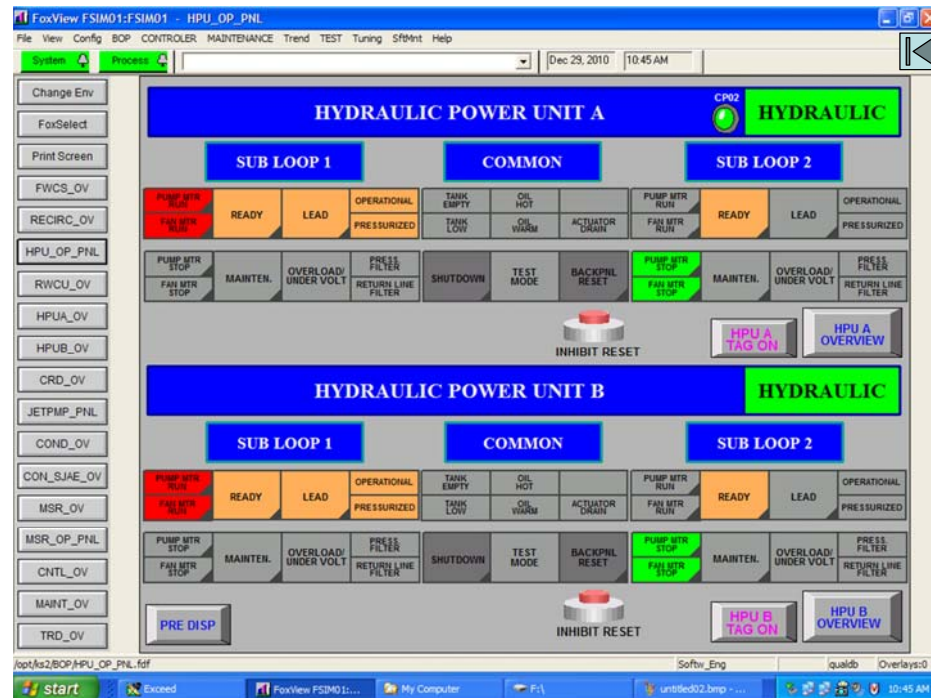 FoxView FSIM01:FSIM01 - HPU_OP_PNL
File View Config BOP CONTROLER MAINTENANCE Trend TEST Tuning SftMnt Help
System Process Dec 29, 2010 10:45 AM
Change Env
FoxSelect
Print Screen
FWCS_OV
RECIRC_OV
HPU_OP_PNL
RWCU_OV
HPUA_OV
HPUB_OV
CRD_OV
JETPMP_PNL
COND_OV
CON_SJAE_OV
MSR_OV
MSR_OP_PNL
CNTL_OV
MAINT_OV
TRD_OV
HYDRAULIC POWER UNIT A
CP02
HYDRAULIC
SUB LOOP 1
COMMON
SUB LOOP 2
PUMP MTR RUN
FAN MTR RUN
READY
LEAD
OPERATIONAL
PRESSURIZED
TANK EMPTY
TANK LOW
OIL HOT
OIL WARM
ACTUATOR DRAIN
PUMP MTR RUN
FAN MTR RUN
READY
LEAD
OPERATIONAL
PRESSURIZED
PUMP MTR STOP
FAN MTR STOP
MAINTEN.
OVERLOAD/ UNDER VOLT
PRESS. FILTER
RETURN LINE FILTER
SHUTDOWN
TEST MODE
BACKPNL RESET
PUMP MTR STOP
FAN MTR STOP
MAINTEN.
OVERLOAD/ UNDER VOLT
PRESS. FILTER
RETURN LINE FILTER
INHIBIT RESET
HPU A TAG ON
HPU A OVERVIEW
HYDRAULIC POWER UNIT B
HYDRAULIC
SUB LOOP 1
COMMON
SUB LOOP 2
PUMP MTR RUN
FAN MTR RUN
READY
LEAD
OPERATIONAL
PRESSURIZED
TANK EMPTY
TANK LOW
OIL HOT
OIL WARM
ACTUATOR DRAIN
PUMP MTR RUN
FAN MTR RUN
READY
LEAD
OPERATIONAL
PRESSURIZED
PUMP MTR STOP
FAN MTR STOP
MAINTEN.
OVERLOAD/ UNDER VOLT
PRESS. FILTER
RETURN LINE FILTER
SHUTDOWN
TEST MODE
BACKPNL RESET
PUMP MTR STOP
FAN MTR STOP
MAINTEN.
OVERLOAD/ UNDER VOLT
PRESS. FILTER
RETURN LINE FILTER
PRE DISP
INHIBIT RESET
HPU B TAG ON
HPU B OVERVIEW
/opt/ks2/BOP/HPU_OP_PNL.fdf Softw_Eng qualdb Overlays:0
start Exceed FoxView FSIM01:... My Computer F:\ untitled02.bmp - ... 10:45 AM